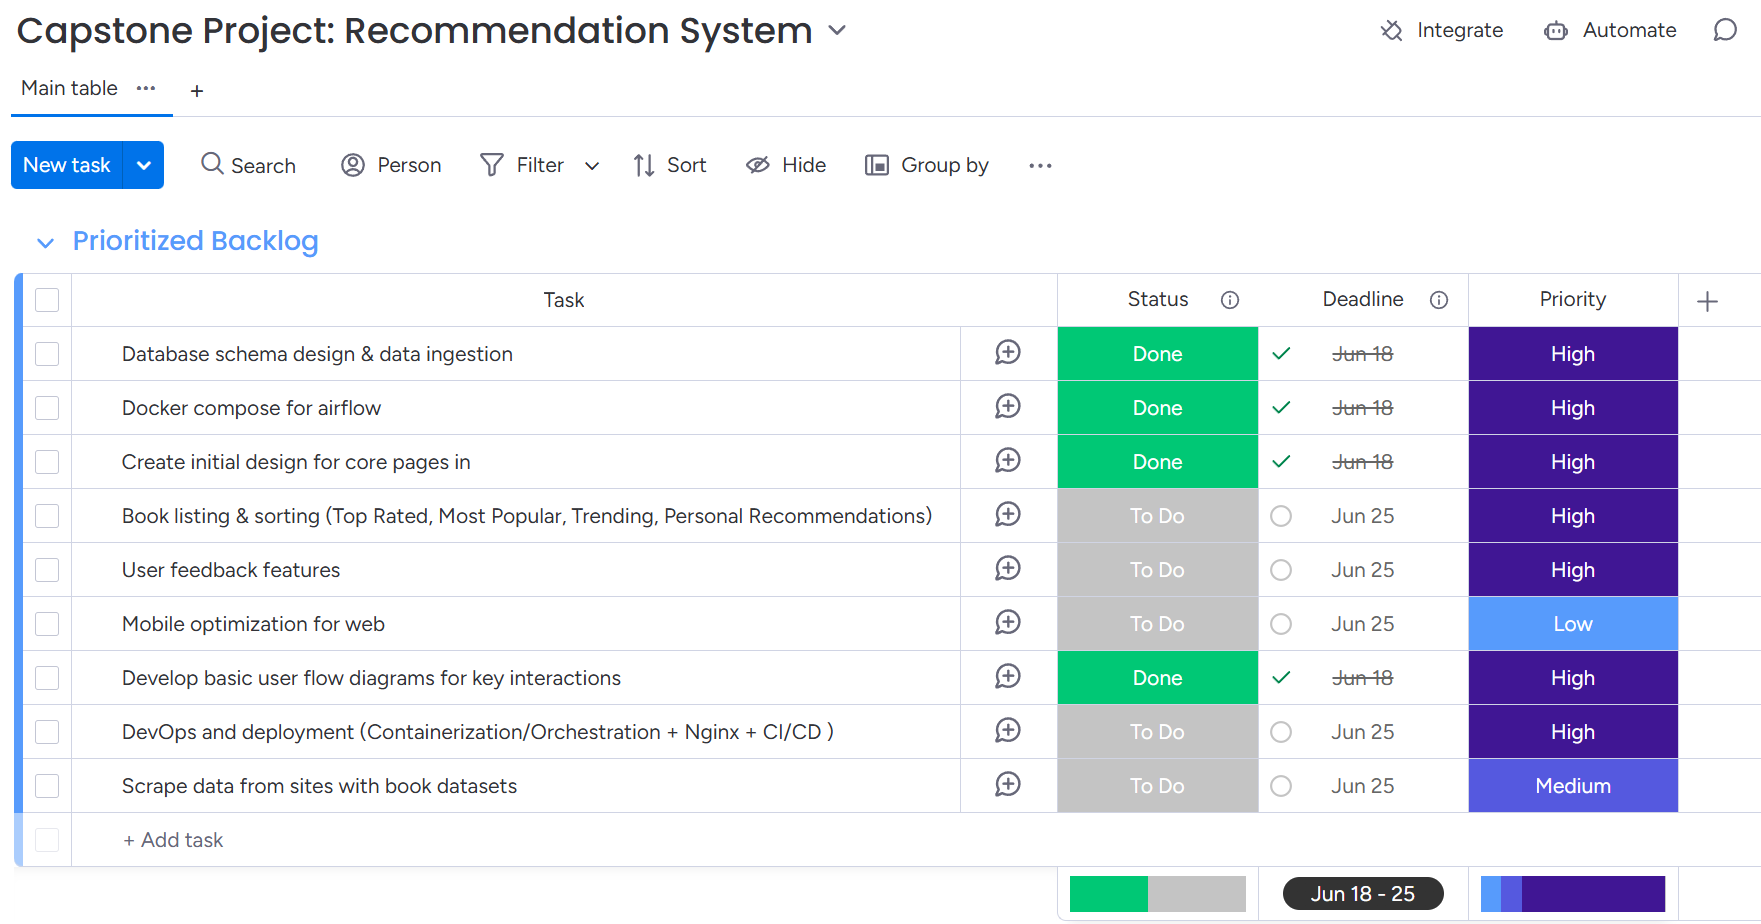 Capstone Project: Recommendation System
Integrate
Automate
Main table
New task
Search
Person
Filter
Sort
Hide
Group by
Prioritized Backlog
Task Status Deadline Priority
Database schema design & data ingestion Done Jun 18 High
Docker compose for airflow Done Jun 18 High
Create initial design for core pages in Done Jun 18 High
Book listing & sorting (Top Rated, Most Popular, Trending, Personal Recommendations) To Do Jun 25 High
User feedback features To Do Jun 25 High
Mobile optimization for web To Do Jun 25 Low
Develop basic user flow diagrams for key interactions Done Jun 18 High
DevOps and deployment (Containerization/Orchestration + Nginx + CI/CD ) To Do Jun 25 High
Scrape data from sites with book datasets To Do Jun 25 Medium
+ Add task
Jun 18 - 25